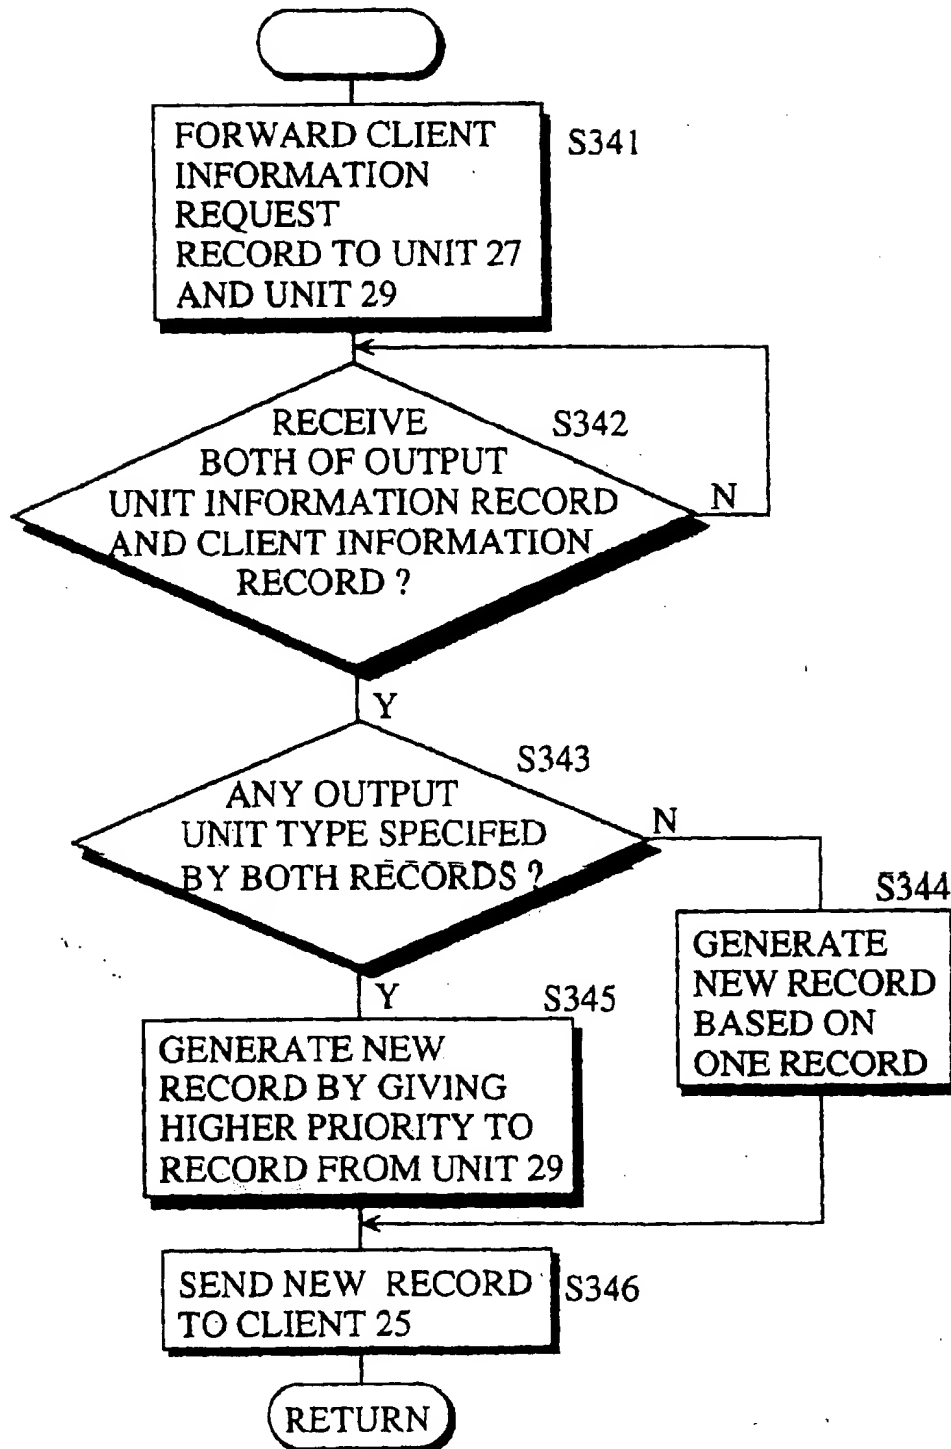 FORWARD CLIENT
INFORMATION
REQUEST
RECORD TO UNIT 27
AND UNIT 29
S341
RECEIVE
BOTH OF OUTPUT
UNIT INFORMATION RECORD
AND CLIENT INFORMATION
RECORD ?
S342
N
Y
S343
ANY OUTPUT
UNIT TYPE SPECIFED
BY BOTH RECORDS ?
N
Y
S344
GENERATE
NEW RECORD
BASED ON
ONE RECORD
S345
GENERATE NEW
RECORD BY GIVING
HIGHER PRIORITY TO
RECORD FROM UNIT 29
SEND NEW RECORD
TO CLIENT 25
S346
RETURN